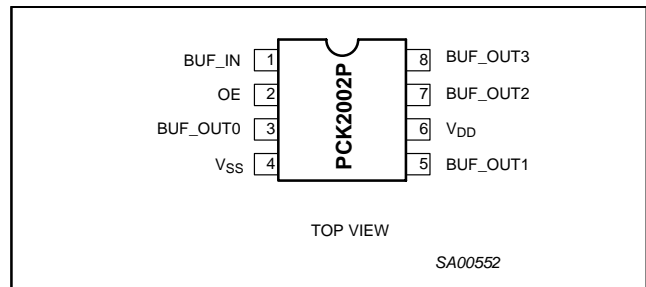 BUF_IN 1 8 BUF_OUT3
OE 2 7 BUF_OUT2
BUF_OUT0 3 6 VDD
VSS 4 5 BUF_OUT1
PCK2002P
TOP VIEW
SA00552